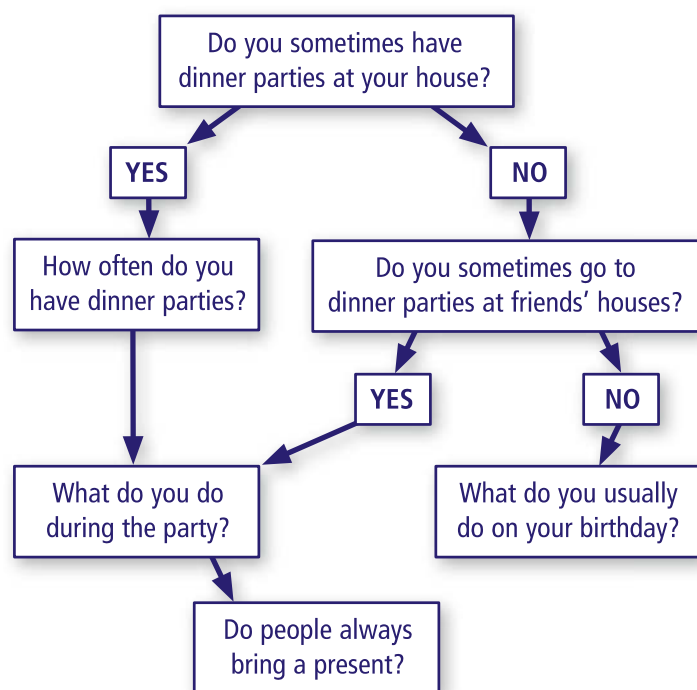 Do you sometimes have
dinner parties at your house?
YES
NO
How often do you
have dinner parties?
Do you sometimes go to
dinner parties at friends’ houses?
YES
NO
What do you do
during the party?
What do you usually
do on your birthday?
Do people always
bring a present?